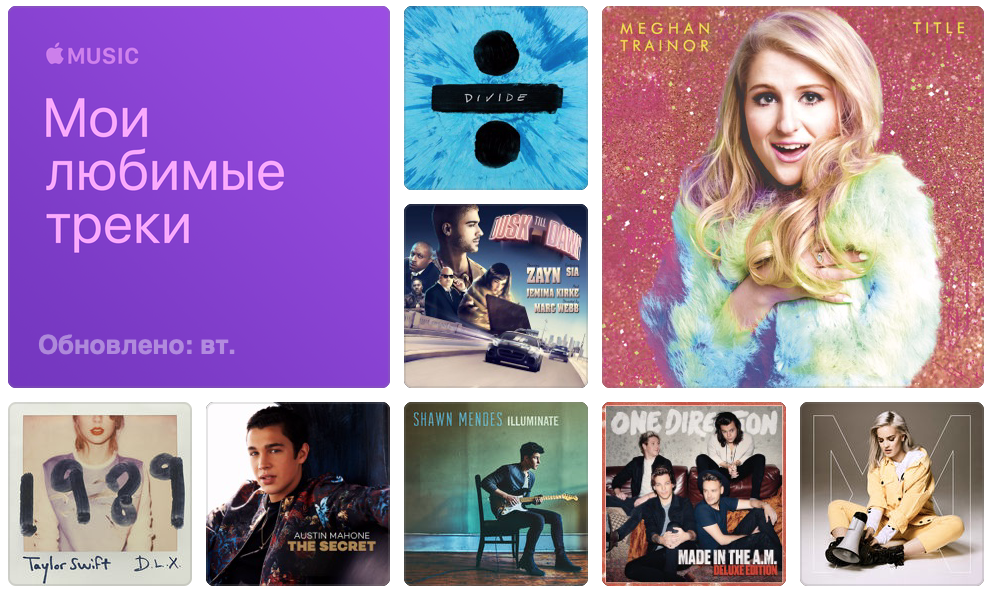 MUSIC
Мои
любимые
треки
Обновлено: вт.
DIVIDE
MEGHAN
TRAINOR
TITLE
DUSK TILL DAWN
ZAYN SIA
JEMIMA KIRKE
MARC WEBB
1989
Taylor Swift D.L.X.
AUSTIN MAHONE
THE SECRET
SHAWN MENDES ILLUMINATE
ONE DIRECTION
MADE IN THE A.M.
DELUXE EDITION
M